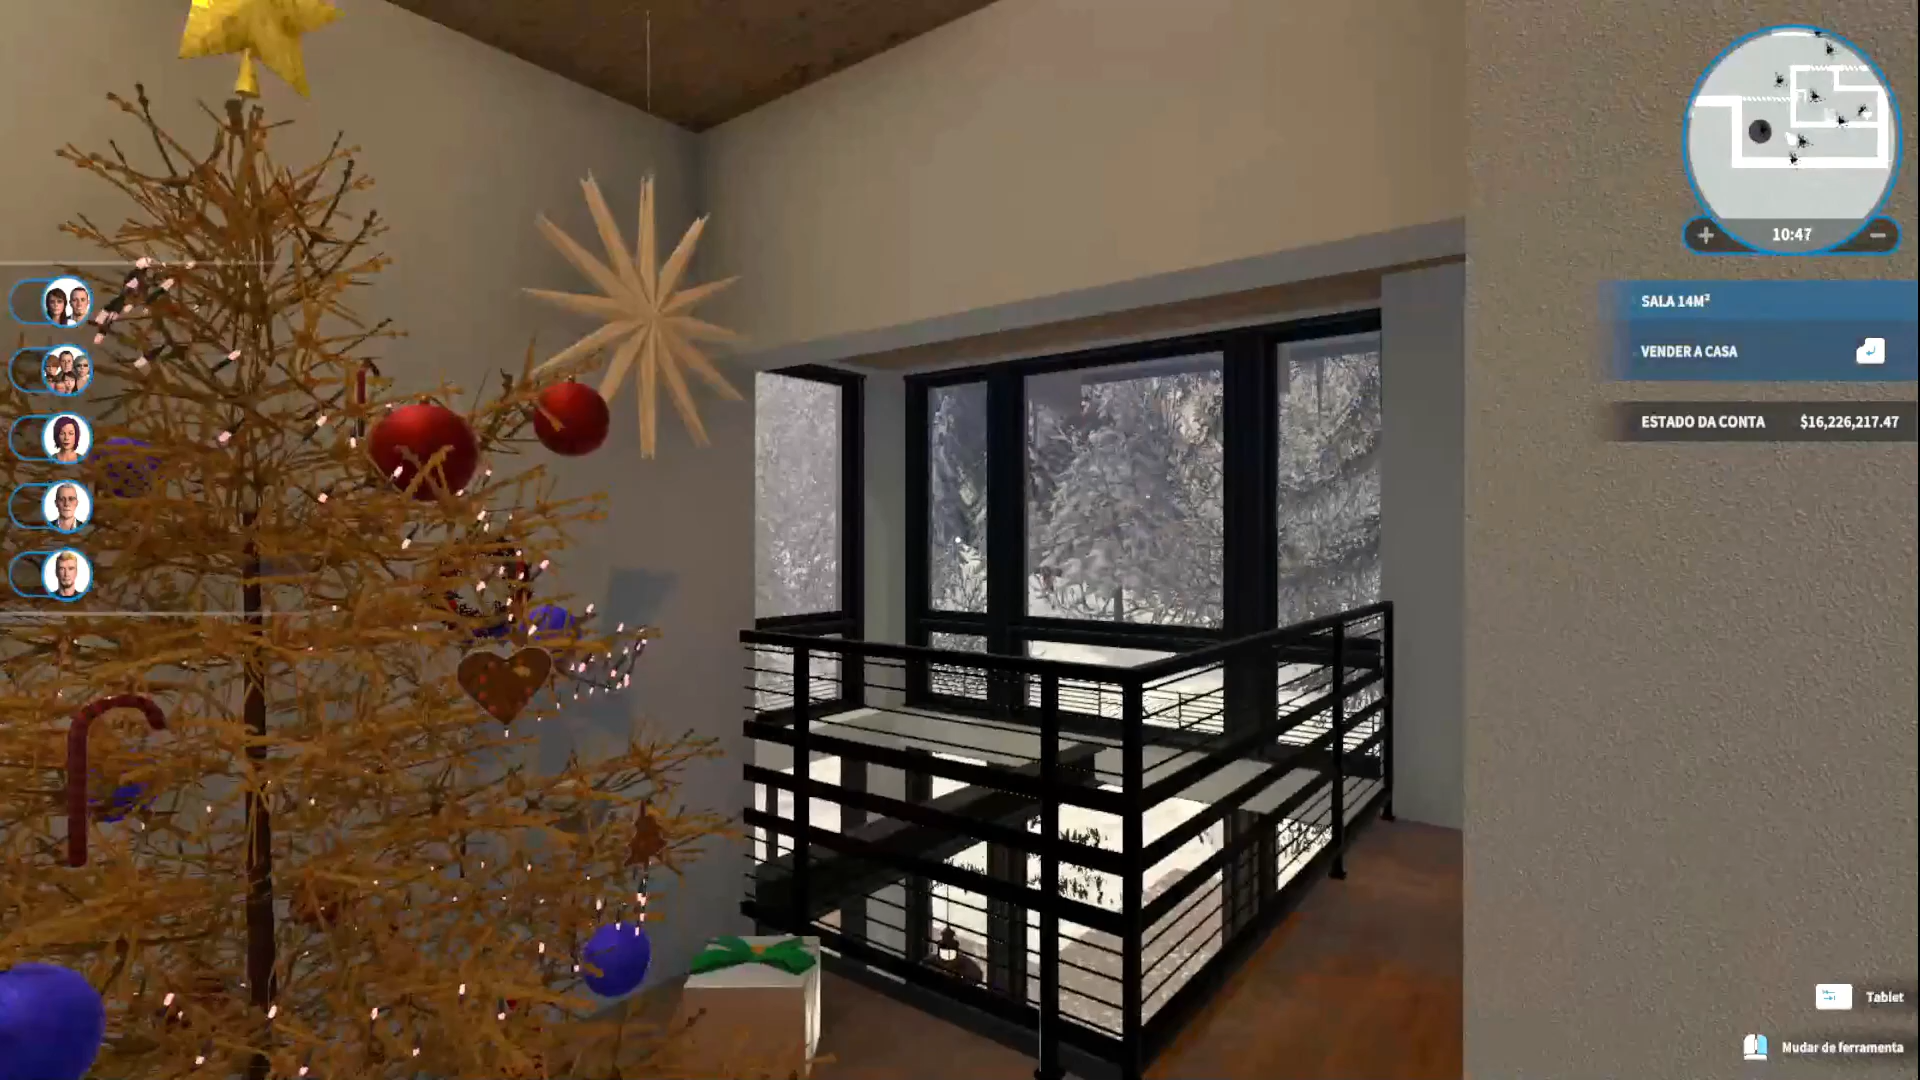 10:47
SALA 14M²
VENDER A CASA
ESTADO DA CONTA $16,226,217.47
Tablet
Mudar de ferramenta